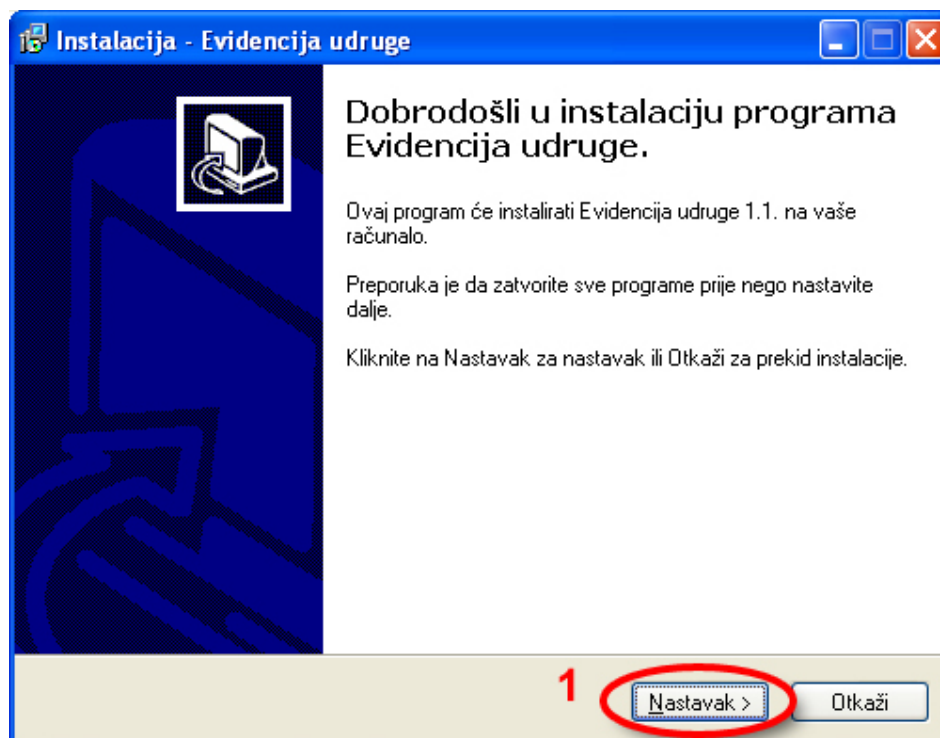 Instalacija - Evidencija udruge
Dobrodošli u instalaciju programa
Evidencija udruge.
Ovaj program će instalirati Evidencija udruge 1.1. na vaše
računalo.
Preporuka je da zatvorite sve programe prije nego nastavite
dalje.
Kliknite na Nastavak za nastavak ili Otkaži za prekid instalacije.
1
Nastavak >
Otkaži